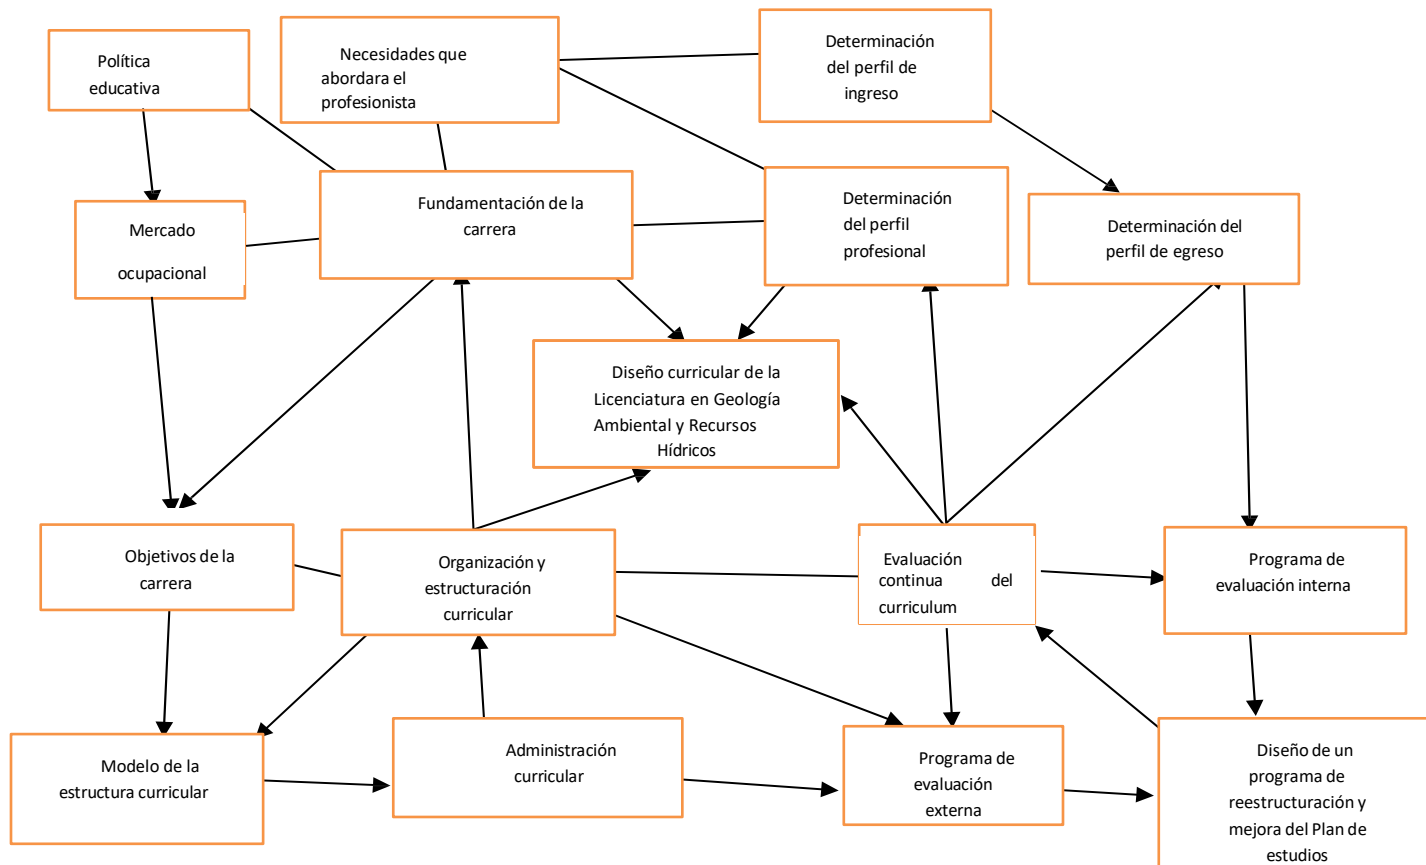 Política
educativa
Necesidades que
abordara el
profesionista
Determinación
del perfil de
ingreso
Mercado
ocupacional
Fundamentación de la
carrera
Determinación
del perfil
profesional
Determinación del
perfil de egreso
Diseño curricular de la
Licenciatura en Geología
Ambiental y Recursos
Hídricos
Objetivos de la
carrera
Organización y
estructuración
curricular
Evaluación
continua del
curriculum
Programa de
evaluación interna
Modelo de la
estructura curricular
Administración
curricular
Programa de
evaluación
externa
Diseño de un
programa de
reestructuración y
mejora del Plan de
estudios